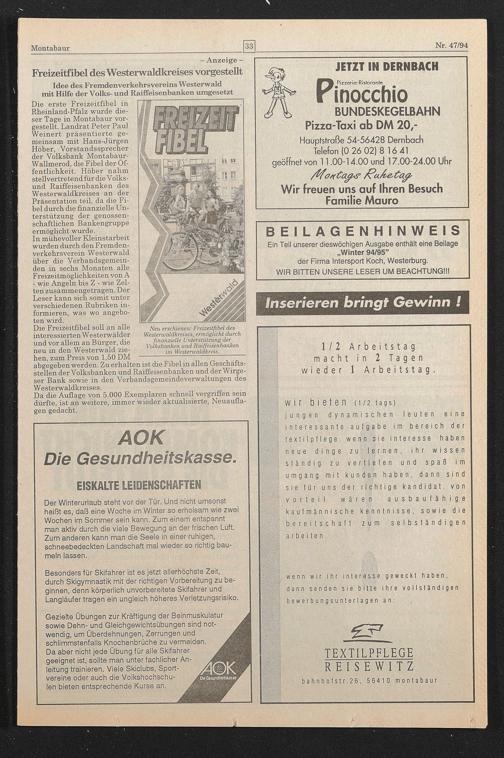 Montabaur
33
Nr. 47/94
– Anzeige –
Freizeitfibel des Westerwaldkreises vorgestellt
Idee des Fremdenverkehrsvereins Westerwald
mit Hilfe der Volks- und Raiffeisenbanken umgesetzt
Die erste Freizeitfibel in
Rheinland-Pfalz wurde die-
ser Tage in Montabaur vor-
gestellt. Landrat Peter Paul
Weinert präsentierte ge-
meinsam mit Hans-Jürgen
Höber, Vorstandsprecher
der Volksbank Montabaur-
Wallmerod, die Fibel der Öf-
fentlichkeit. Höber nahm
stellvertretend für die Volks-
und Raiffeisenbanken des
Westerwaldkreises an der
Präsentation teil, da die Fi-
bel durch die finanzielle Un-
terstützung der genossen-
schaftlichen Bankengruppe
ermöglicht wurde.
In mühevoller Kleinstarbeit
wurden durch den Fremden-
verkehrsverein Westerwald
über die Verbandsgemein-
den in sechs Monaten alle
Freizeitmöglichkeiten von A
- wie Angeln bis Z - wie Zel-
ten zusammengetragen. Der
Leser kann sich somit unter
verschiedenen Rubriken in-
formieren, was wo angebo-
ten wird.
Die Freizeitfibel soll an alle
interessierten Westerwälder
und vor allem an Bürger, die
neu in den Westerwald zie-
hen, zum Preis von 1,50 DM
abgegeben werden. Zu erhalten ist die Fibel in allen Geschäfts-
stellen der Volksbanken und Raiffeisenbanken und der Wirge-
ser Bank sowie in den Verbandsgemeindeverwaltungen des
Westerwaldkreises.
Da die Auflage von 5.000 Exemplaren schnell vergriffen sein
dürfte, ist an weitere, immer wieder aktualisierte, Neuaufla-
gen gedacht.
FREIZEIT
FIBEL
Westerwald
Neu erschienen: Freizeitfibel des
Westerwaldkreises, ermöglicht durch
finanzielle Unterstützung der
Volksbanken und Raiffeisenbanken
im Westerwaldkreis.
AOK
Die Gesundheitskasse.
EISKALTE LEIDENSCHAFTEN
Der Winterurlaub steht vor der Tür. Und nicht umsonst
heißt es, daß eine Woche im Winter so erholsam wie zwei
Wochen im Sommer sein kann. Zum einem entspannt
man aktiv durch die viele Bewegung an der frischen Luft.
Zum anderen kann man die Seele in einer ruhigen,
schneebedeckten Landschaft mal wieder so richtig bau-
meln lassen.
Besonders für Skifahrer ist es jetzt allerhöchste Zeit,
durch Skigymnastik mit der richtigen Vorbereitung zu be-
ginnen, denn körperlich unvorbereitete Skifahrer und
Langläufer tragen ein ungleich höheres Verletzungsrisiko.
Gezielte Übungen zur Kräftigung der Beinmuskulatur
sowie Dehn- und Gleichgewichtsübungen sind not-
wendig, um Überdehnungen, Zerrungen und
schlimmstenfalls Knochenbrüche zu vermeiden.
Da aber nicht jede Übung für alle Skifahrer
geeignet ist, sollte man unter fachlicher An-
leitung trainieren. Viele Skiclubs, Sport-
vereine oder auch die Volkshochschu-
len bieten entsprechende Kurse an.
AOK
Die Gesundheitskasse
JETZT IN DERNBACH
Pizzeria-Ristorante
Pinocchio
BUNDESKEGELBAHN
Pizza-Taxi ab DM 20,-
Hauptstraße 54-56428 Dernbach
Telefon (0 26 02) 8 16 41
geöffnet von 11.00-14.00 und 17.00-24.00 Uhr
Montags Ruhetag
Wir freuen uns auf Ihren Besuch
Familie Mauro
BEILAGENHINWEIS
Ein Teil unserer dieswöchigen Ausgabe enthält eine Beilage
„Winter 94/95"
der Firma Intersport Koch, Westerburg.
WIR BITTEN UNSERE LESER UM BEACHTUNG!!!
Inserieren bringt Gewinn !
1/2 Arbeitstag
macht in 2 Tagen
wieder 1 Arbeitstag.
wir bieten (1/2 tags)
jungen dynamischen leuten eine
interessante aufgabe im bereich der
textilpflege. wenn sie interesse haben
neue dinge zu lernen, ihr wissen
ständig zu vertiefen und spaß im
umgang mit kunden haben, dann sind
sie für uns der richtige kandidat. von
vorteil wären ausbaufähige
kaufmännische kenntnisse, sowie die
bereitschaft zum selbständigen
arbeiten.
wenn wir ihr interesse geweckt haben,
dann senden sie bitte ihre vollständigen
bewerbungsunterlagen an:
TEXTILPFLEGE
REISEWITZ
bahnhofstr.26, 56410 montabaur